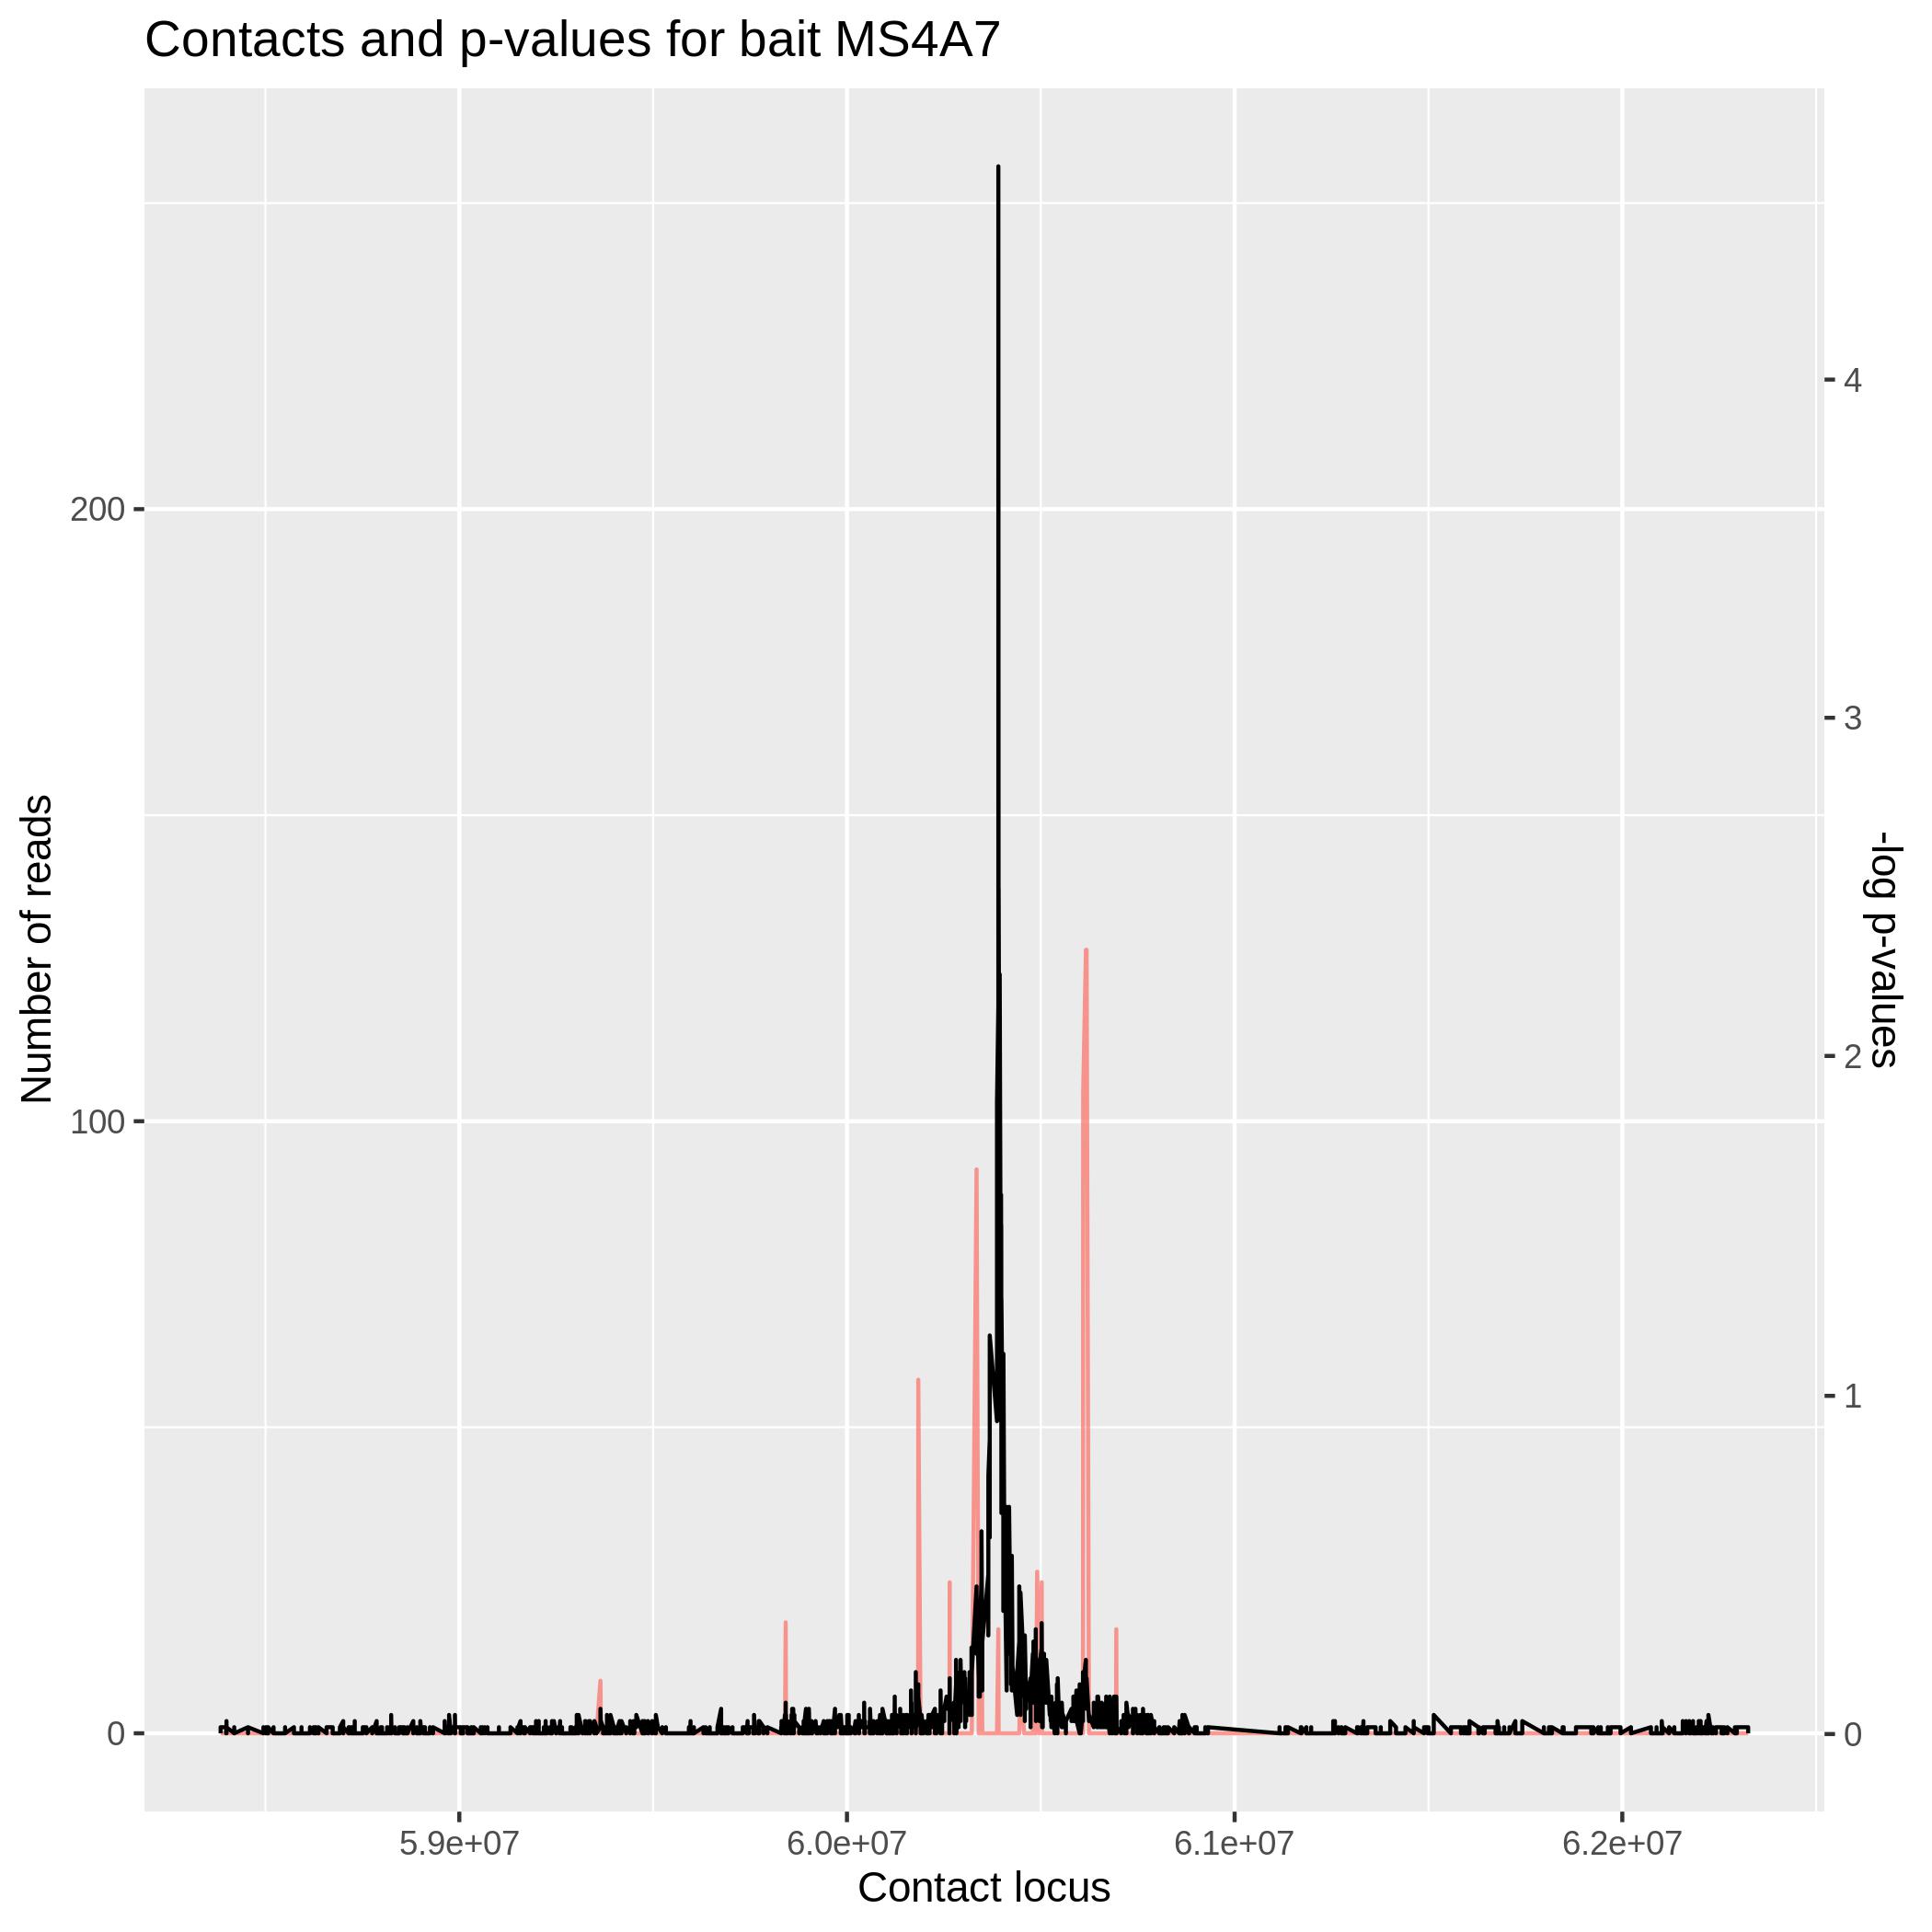 Contacts and p-values for bait MS4A7
Number of reads
200
100
0
4
3
2
1
0
-log p-values
5.9e+07 6.0e+07 6.1e+07 6.2e+07
Contact locus